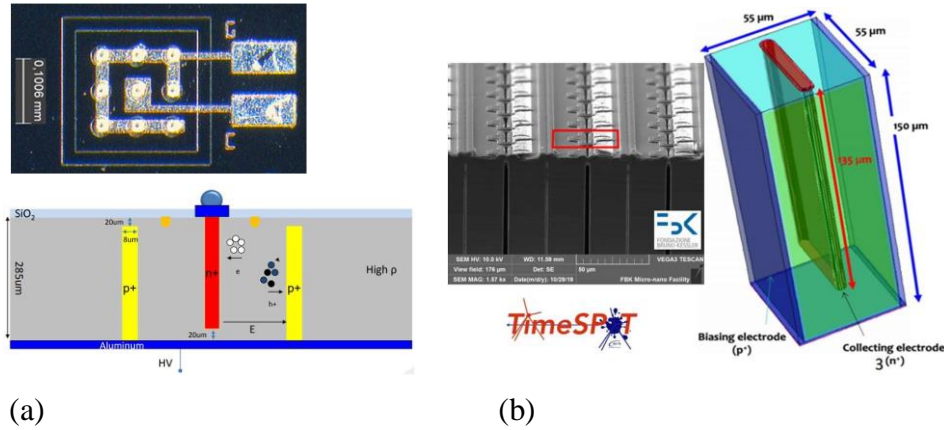 0,1006 mm
SiO2
20um
8um
285um
p+
n+
e
h+
p+
High ρ
E
20um
Aluminum
HV
(a)
FBK
FONDAZIONE
BRUNO KESSLER
SEM HV: 10.0 kV WD: 11.59 mm VEGA3 TESCAN
View field: 176 µm Det: SE 50 µm
SEM MAG: 1.57 kx Date(m/d/y): 10/29/18 FBK Micro-nano Facility
TimeSPOT
55 µm
55 µm
150 µm
135 µm
Biasing electrode
(p+)
Collecting electrode
3 (n+)
(b)